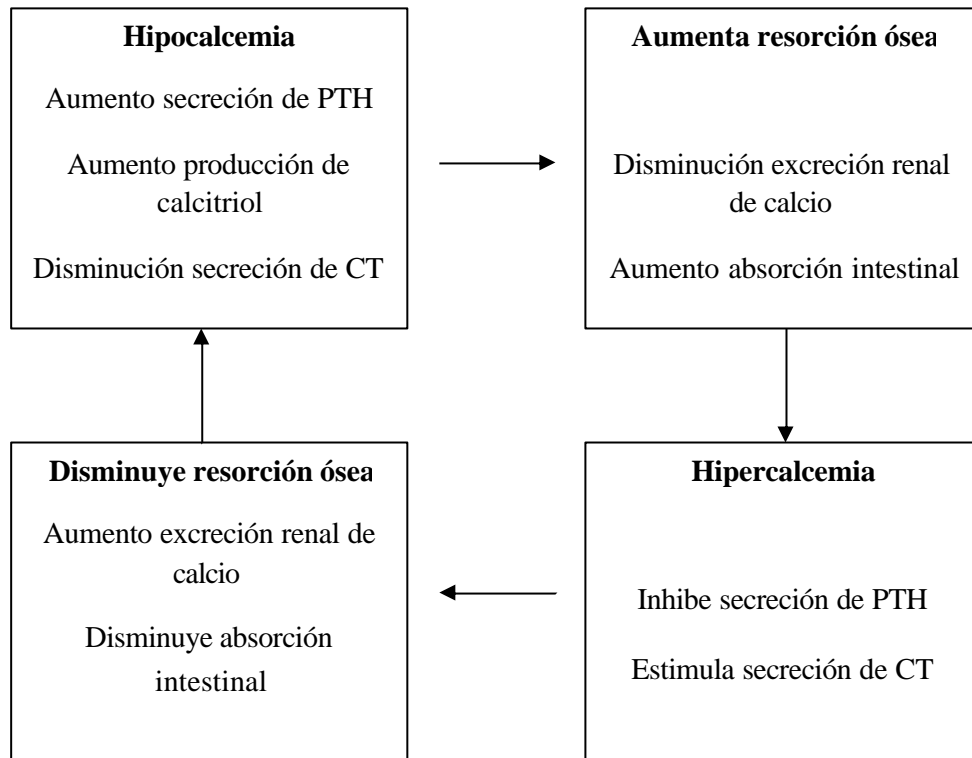 Hipocalcemia
Aumento secreción de PTH
Aumento producción de
calcitriol
Disminución secreción de CT
Aumenta resorción ósea
Disminución excreción renal
de calcio
Aumento absorción intestinal
Disminuye resorción ósea
Aumento excreción renal de
calcio
Disminuye absorción
intestinal
Hipercalcemia
Inhibe secreción de PTH
Estimula secreción de CT